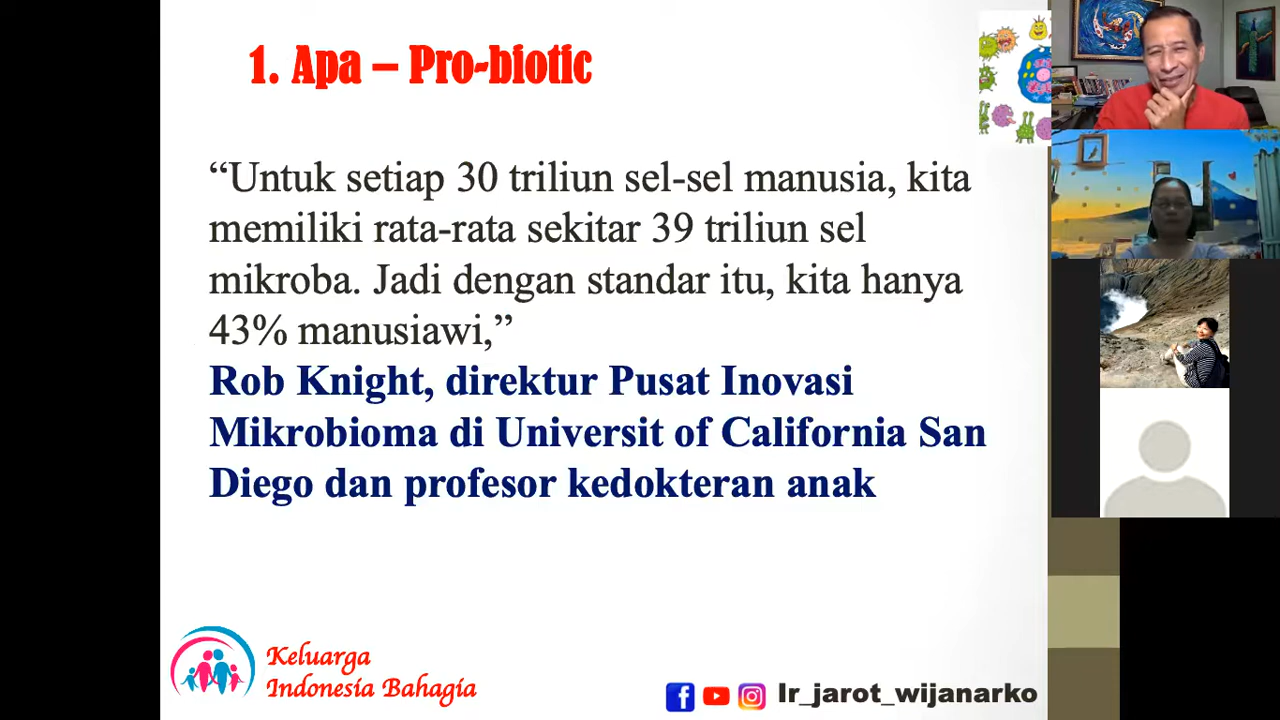 1. Apa – Pro-biotic
“Untuk setiap 30 triliun sel-sel manusia, kita
memiliki rata-rata sekitar 39 triliun sel
mikroba. Jadi dengan standar itu, kita hanya
43% manusiawi,”
Rob Knight, direktur Pusat Inovasi
Mikrobioma di Universit of California San
Diego dan profesor kedokteran anak
Keluarga
Indonesia Bahagia
Ir_jarot_wijanarko